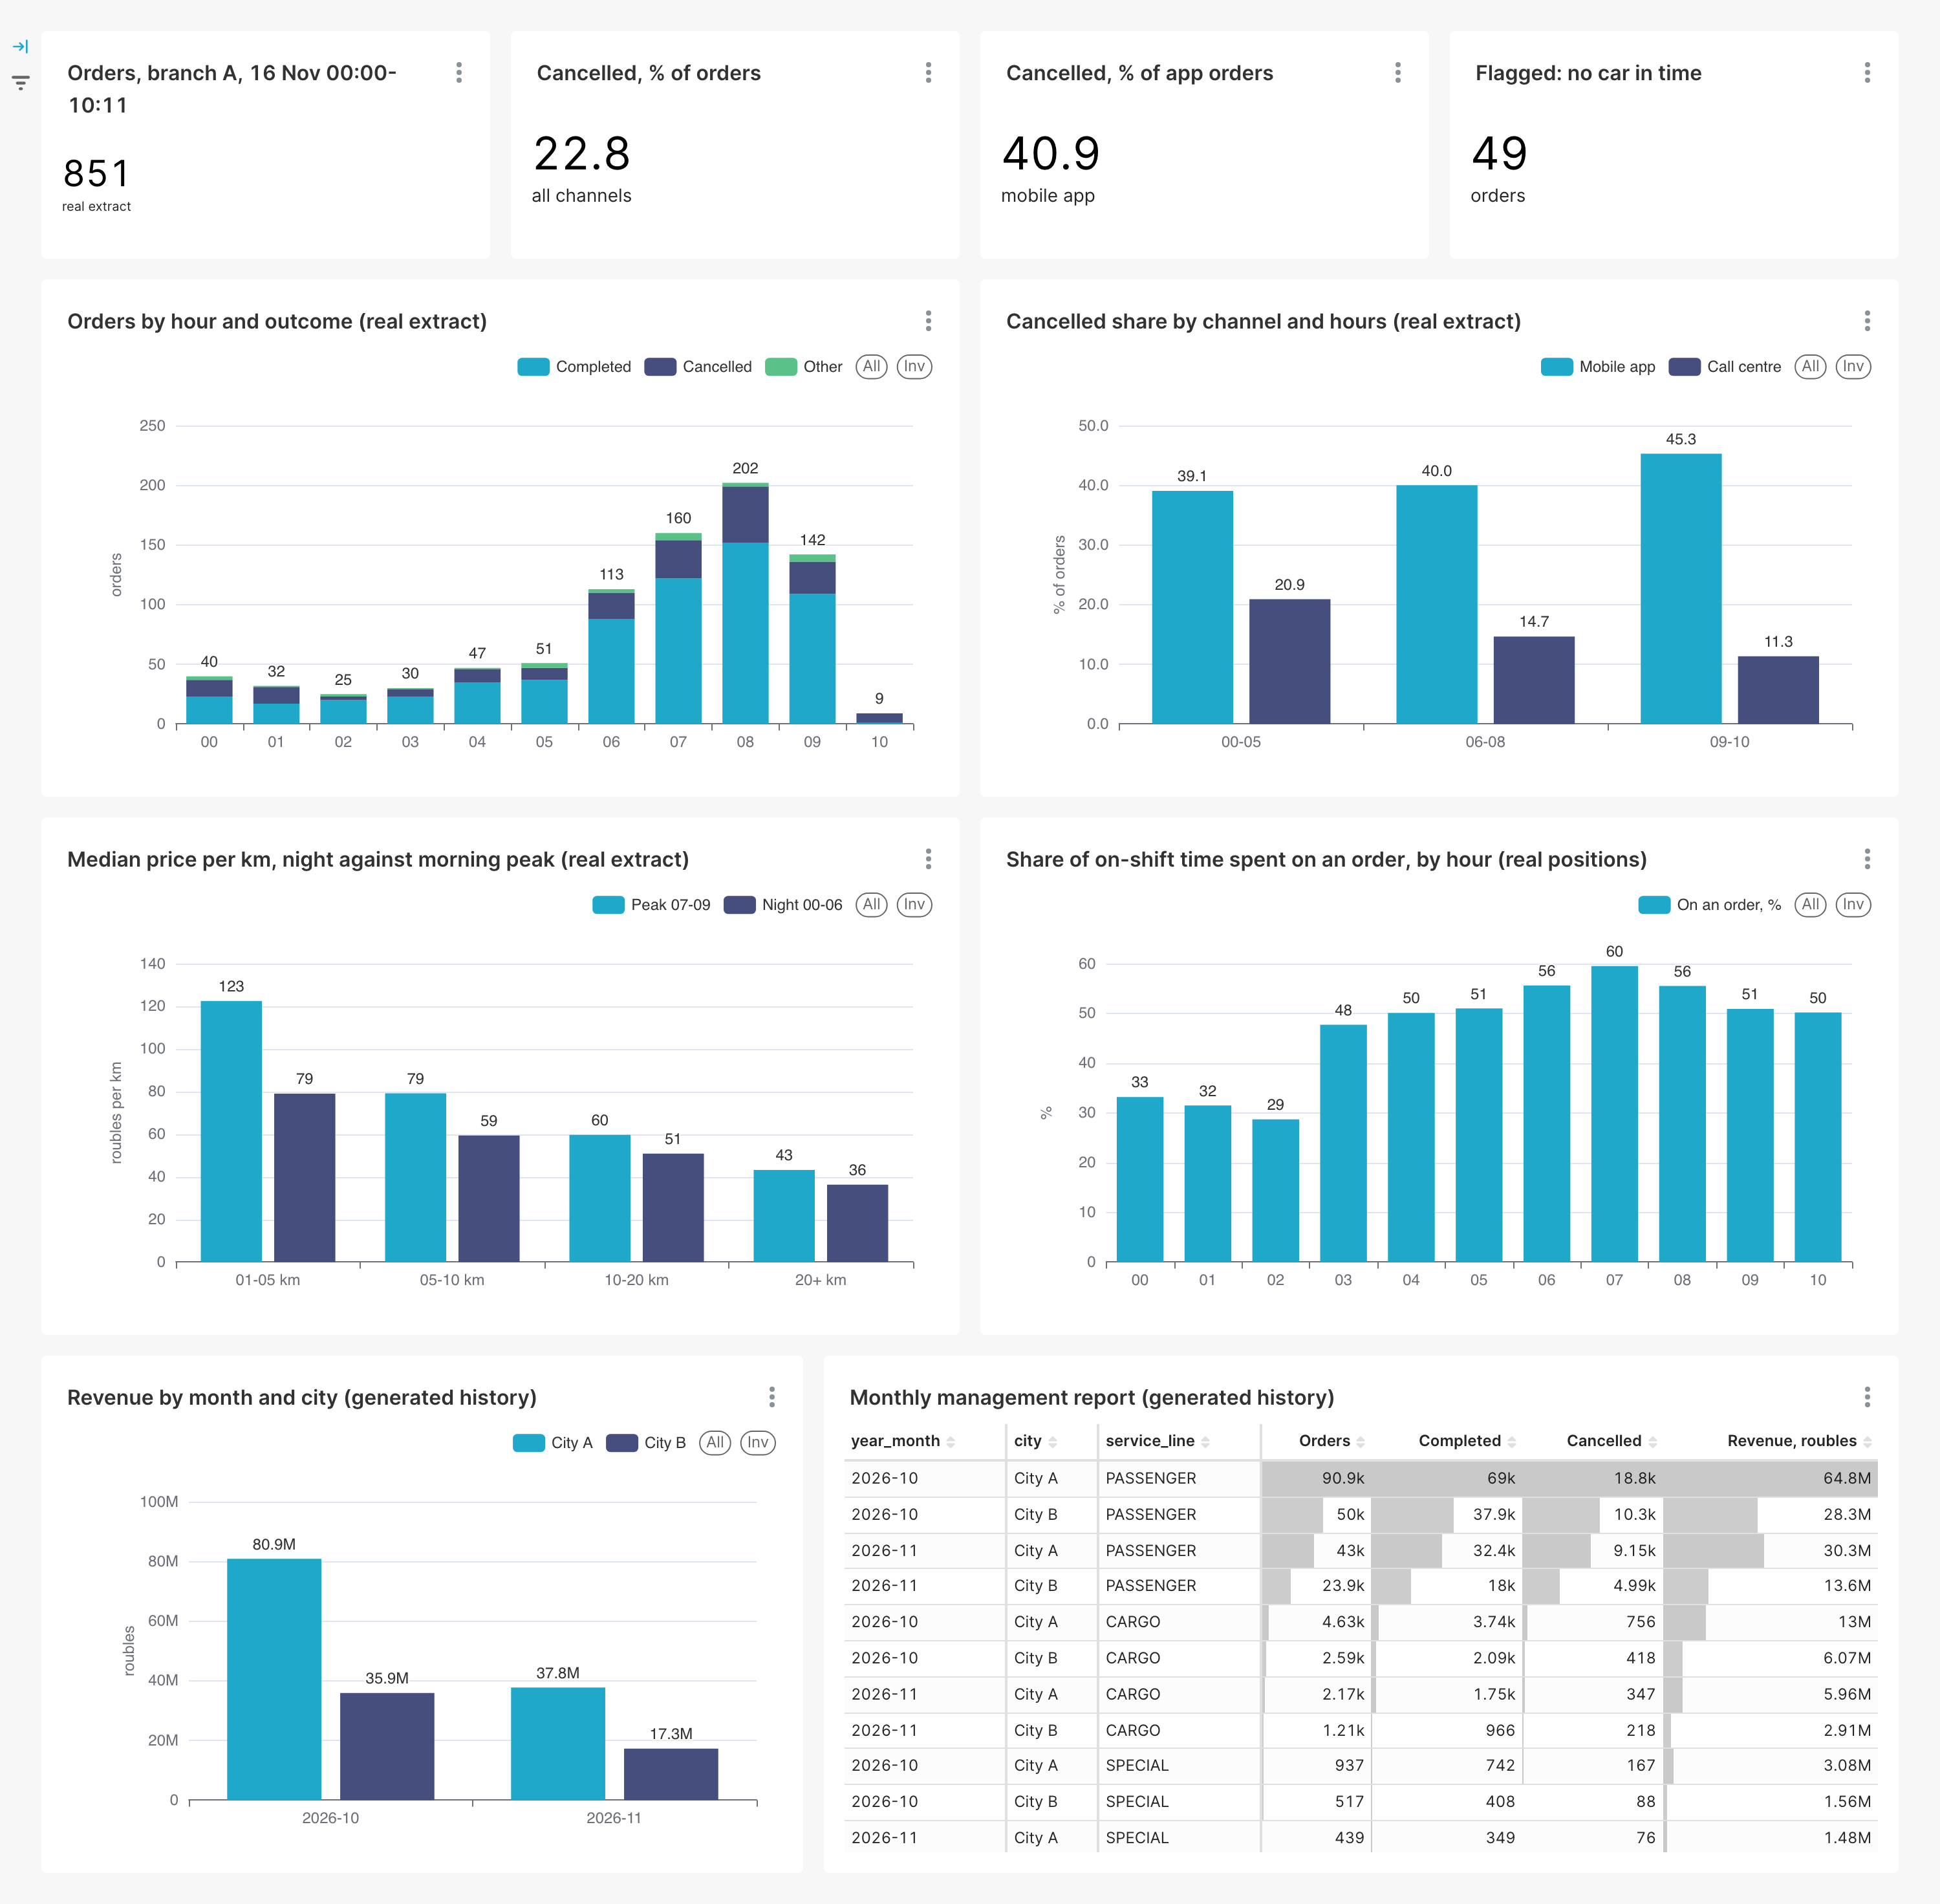 Orders, branch A, 16 Nov 00:00-
10:11
851
real extract
Cancelled, % of orders
22.8
all channels
Cancelled, % of app orders
40.9
mobile app
Flagged: no car in time
49
orders
Orders by hour and outcome (real extract)
Completed Cancelled Other All Inv
orders
250
200
150
100
50
0
40 32 25 30 47 51 113 160 202 142 9
00 01 02 03 04 05 06 07 08 09 10
Cancelled share by channel and hours (real extract)
Mobile app Call centre All Inv
% of orders
50.0
40.0
30.0
20.0
10.0
0.0
39.1 20.9 40.0 14.7 45.3 11.3
00-05 06-08 09-10
Median price per km, night against morning peak (real extract)
Peak 07-09 Night 00-06 All Inv
roubles per km
140
120
100
80
60
40
20
0
123 79 79 59 60 51 43 36
01-05 km 05-10 km 10-20 km 20+ km
Share of on-shift time spent on an order, by hour (real positions)
On an order, % All Inv
%
60
50
40
30
20
10
0
33 32 29 48 50 51 56 60 56 51 50
00 01 02 03 04 05 06 07 08 09 10
Revenue by month and city (generated history)
City A City B All Inv
roubles
100M
80M
60M
40M
20M
0
80.9M 35.9M 37.8M 17.3M
2026-10 2026-11
Monthly management report (generated history)
year_month city service_line Orders Completed Cancelled Revenue, roubles
2026-10 City A PASSENGER 90.9k 69k 18.8k 64.8M
2026-10 City B PASSENGER 50k 37.9k 10.3k 28.3M
2026-11 City A PASSENGER 43k 32.4k 9.15k 30.3M
2026-11 City B PASSENGER 23.9k 18k 4.99k 13.6M
2026-10 City A CARGO 4.63k 3.74k 756 13M
2026-10 City B CARGO 2.59k 2.09k 418 6.07M
2026-11 City A CARGO 2.17k 1.75k 347 5.96M
2026-11 City B CARGO 1.21k 966 218 2.91M
2026-10 City A SPECIAL 937 742 167 3.08M
2026-10 City B SPECIAL 517 408 88 1.56M
2026-11 City A SPECIAL 439 349 76 1.48M